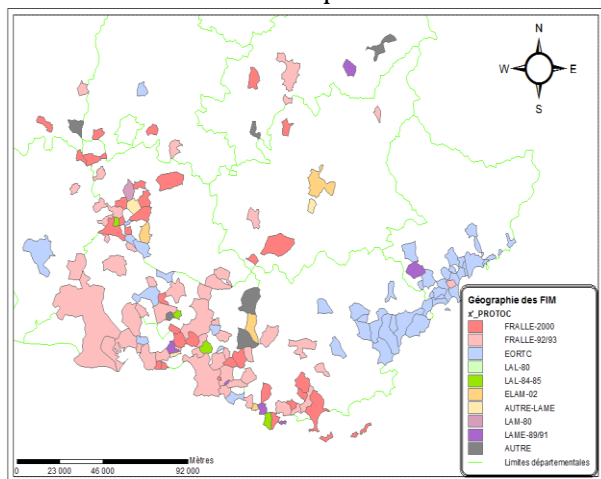 N
W E
S
Géographie des FIM
x'_PROTOC
FRALLE-2000
FRALLE-92/93
EORTC
LAL-80
LAL-84-85
ELAM-02
AUTRE-LAME
LAM-80
LAME-89/91
AUTRE
Limites départementales
Mètres
0 23 000 46 000 92 000